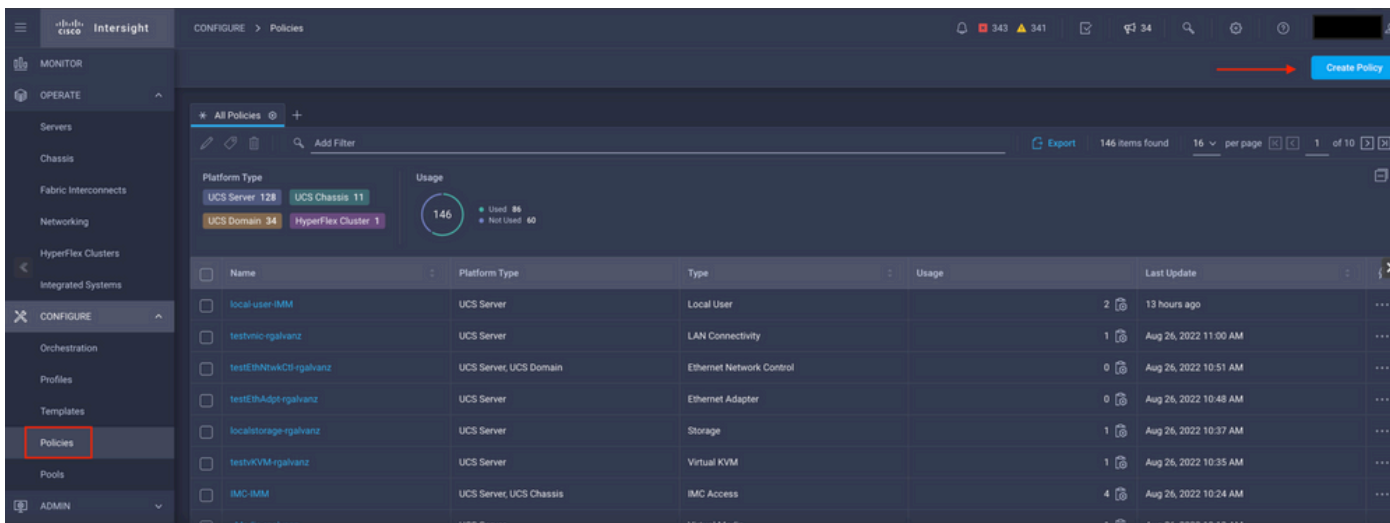 cisco Intersight
CONFIGURE > Policies
343 341 34
MONITOR
Create Policy
OPERATE
All Policies +
Servers
Add Filter Export 146 items found 16 per page 1 of 10
Chassis
Platform Type Usage
UCS Server 128 UCS Chassis 11
Fabric Interconnects
146 Used 86
Not Used 60
UCS Domain 34 HyperFlex Cluster 1
Networking
HyperFlex Clusters
Name Platform Type Type Usage Last Update
Integrated Systems
local-user-IMM UCS Server Local User 2 13 hours ago
CONFIGURE
testvnic-rgalvanz UCS Server LAN Connectivity 1 Aug 26, 2022 11:00 AM
Orchestration
testEthNtwkCtl-rgalvanz UCS Server, UCS Domain Ethernet Network Control 0 Aug 26, 2022 10:51 AM
Profiles
testEthAdpt-rgalvanz UCS Server Ethernet Adapter 0 Aug 26, 2022 10:48 AM
Templates
localstorage-rgalvanz UCS Server Storage 1 Aug 26, 2022 10:37 AM
Policies
testvKVM-rgalvanz UCS Server Virtual KVM 1 Aug 26, 2022 10:35 AM
Pools
IMC-IMM UCS Server, UCS Chassis IMC Access 4 Aug 26, 2022 10:24 AM
ADMIN